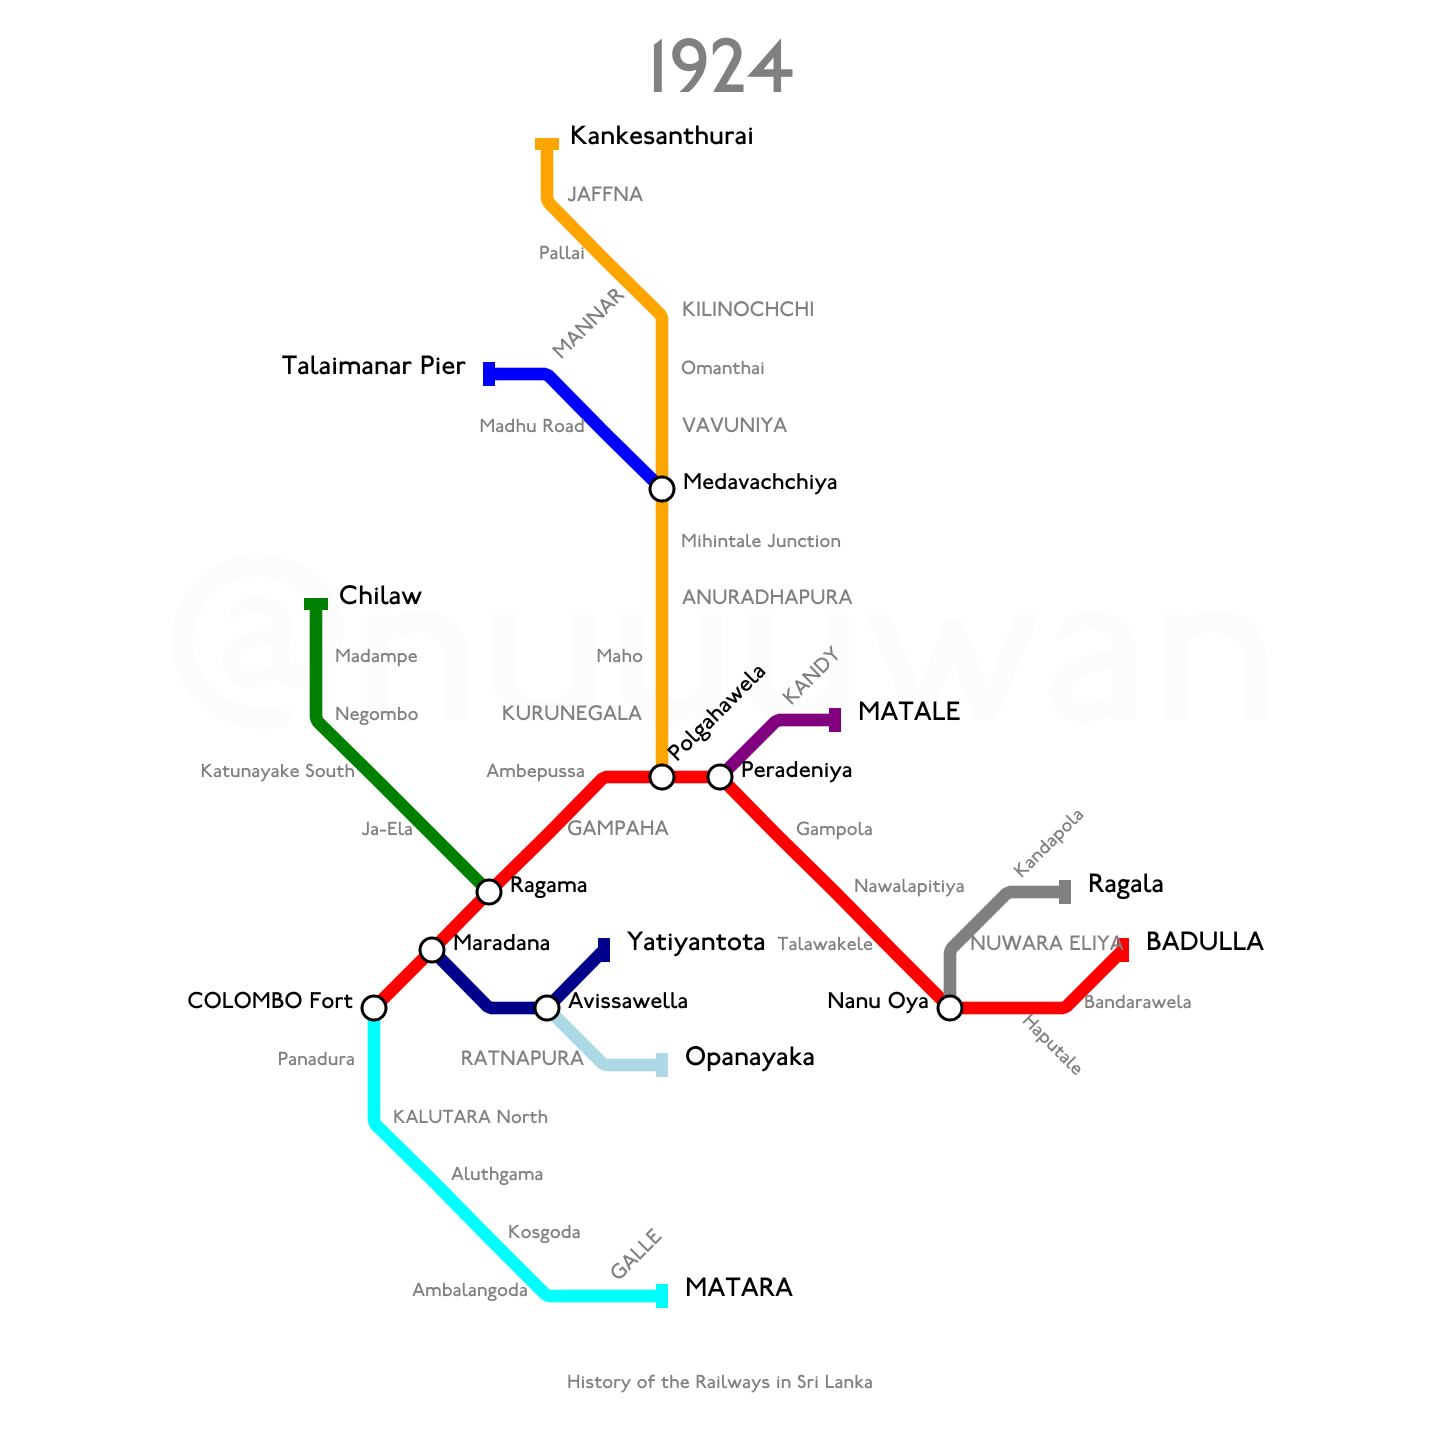 1924
Kankesanthurai
JAFFNA
Pallai
MANNAR
KILINOCHCHI
Talaimanar Pier
Omanthai
Madhu Road
VAVUNIYA
Medavachchiya
Mihintale Junction
@nuuuwan
Chilaw
ANURADHAPURA
Madampe
Maho
Polgahawela
KANDY
Negombo
KURUNEGALA
MATALE
Katunayake South
Ambepussa
Peradeniya
Ja-Ela
GAMPAHA
Gampola
Kandapola
Ragama
Nawalapitiya
Ragala
Maradana
Yatiyantota
Talawakele
NUWARA ELIYA
BADULLA
COLOMBO Fort
Avissawella
Nanu Oya
Bandarawela
Haputale
Panadura
RATNAPURA
Opanayaka
KALUTARA North
Aluthgama
Kosgoda
GALLE
Ambalangoda
MATARA
History of the Railways in Sri Lanka